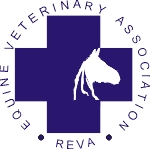 EQUINE VETERINARY ASSOCIATION
REVA